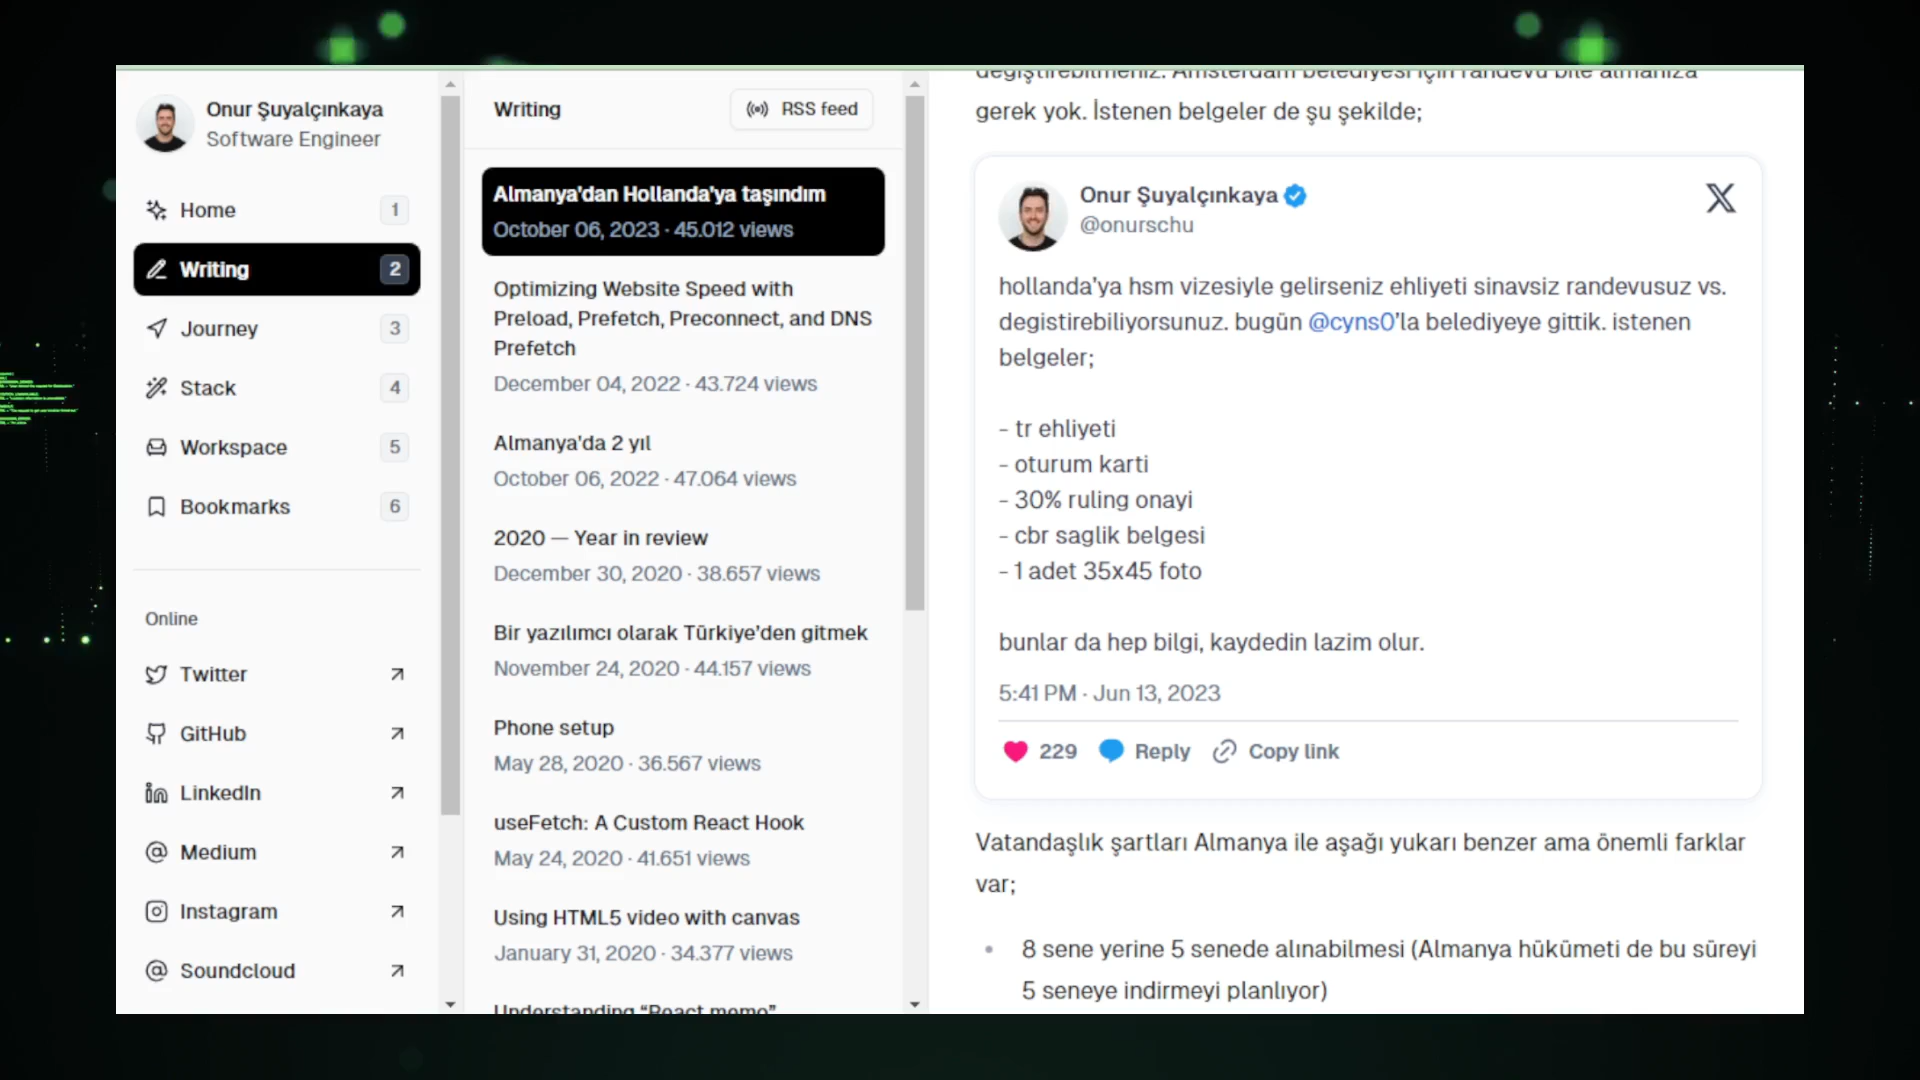 Onur Şuyalçınkaya
Software Engineer
Home 1
Writing 2
Journey 3
Stack 4
Workspace 5
Bookmarks 6
Online
Twitter
GitHub
LinkedIn
Medium
Instagram
Soundcloud
Writing
RSS feed
Almanya'dan Hollanda'ya taşındım
October 06, 2023 · 45.012 views
Optimizing Website Speed with
Preload, Prefetch, Preconnect, and DNS
Prefetch
December 04, 2022 · 43.724 views
Almanya'da 2 yıl
October 06, 2022 · 47.064 views
2020 — Year in review
December 30, 2020 · 38.657 views
Bir yazılımcı olarak Türkiye'den gitmek
November 24, 2020 · 44.157 views
Phone setup
May 28, 2020 · 36.567 views
useFetch: A Custom React Hook
May 24, 2020 · 41.651 views
Using HTML5 video with canvas
January 31, 2020 · 34.377 views
Understanding “React memo”
değiştirebilmeniz. Amsterdam belediyesi için randevu bile almanıza
gerek yok. İstenen belgeler de şu şekilde;
Onur Şuyalçınkaya
@onurschu
hollanda'ya hsm vizesiyle gelirseniz ehliyeti sinavsiz randevusuz vs.
degistirebiliyorsunuz. bugün @cyns0'la belediyeye gittik. istenen
belgeler;
- tr ehliyeti
- oturum karti
- 30% ruling onayi
- cbr saglik belgesi
- 1 adet 35x45 foto
bunlar da hep bilgi, kaydedin lazim olur.
5:41 PM · Jun 13, 2023
229 Reply Copy link
Vatandaşlık şartları Almanya ile aşağı yukarı benzer ama önemli farklar
var;
• 8 sene yerine 5 senede alınabilmesi (Almanya hükümeti de bu süreyi
5 seneye indirmeyi planlıyor)